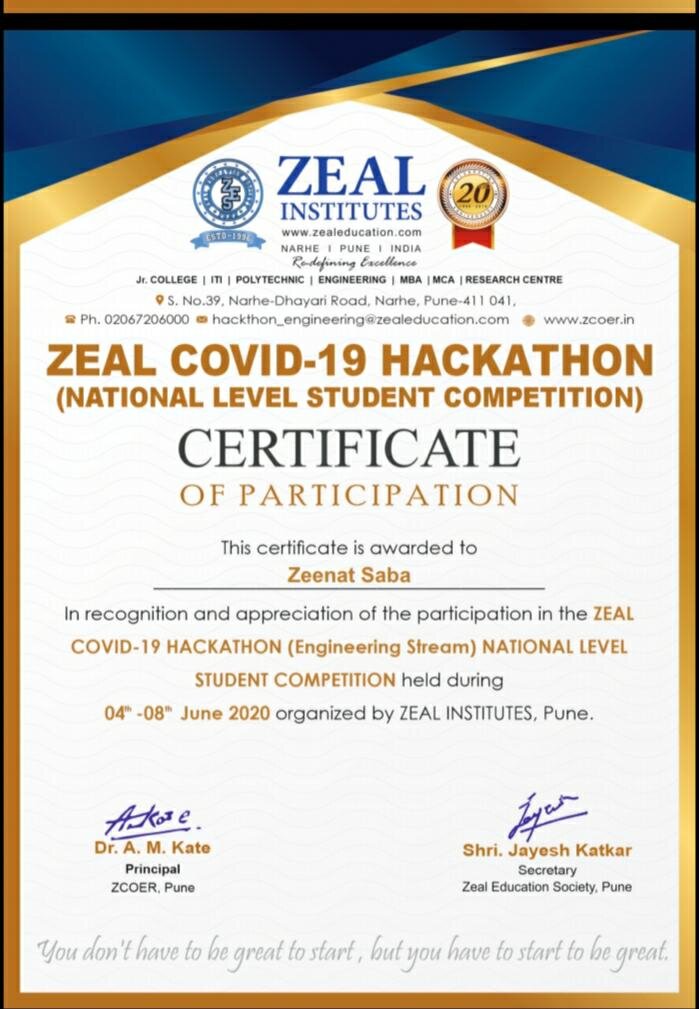 ZEAL
INSTITUTES
www.zealeducation.com
NARHE | PUNE | INDIA
Redefining Excellence
ZES
ESTD-1996
20
Jr. COLLEGE | ITI | POLYTECHNIC | ENGINEERING | MBA | MCA | RESEARCH CENTRE
S. No.39, Narhe-Dhayari Road, Narhe, Pune-411 041,
Ph. 02067206000 hackthon_engineering@zealeducation.com www.zcoer.in
ZEAL COVID-19 HACKATHON
(NATIONAL LEVEL STUDENT COMPETITION)
CERTIFICATE
OF PARTICIPATION
This certificate is awarded to
Zeenat Saba
In recognition and appreciation of the participation in the ZEAL
COVID-19 HACKATHON (Engineering Stream) NATIONAL LEVEL
STUDENT COMPETITION held during
04th -08th June 2020 organized by ZEAL INSTITUTES, Pune.
Dr. A. M. Kate
Principal
ZCOER, Pune
Shri. Jayesh Katkar
Secretary
Zeal Education Society, Pune
You don't have to be great to start , but you have to start to be great.